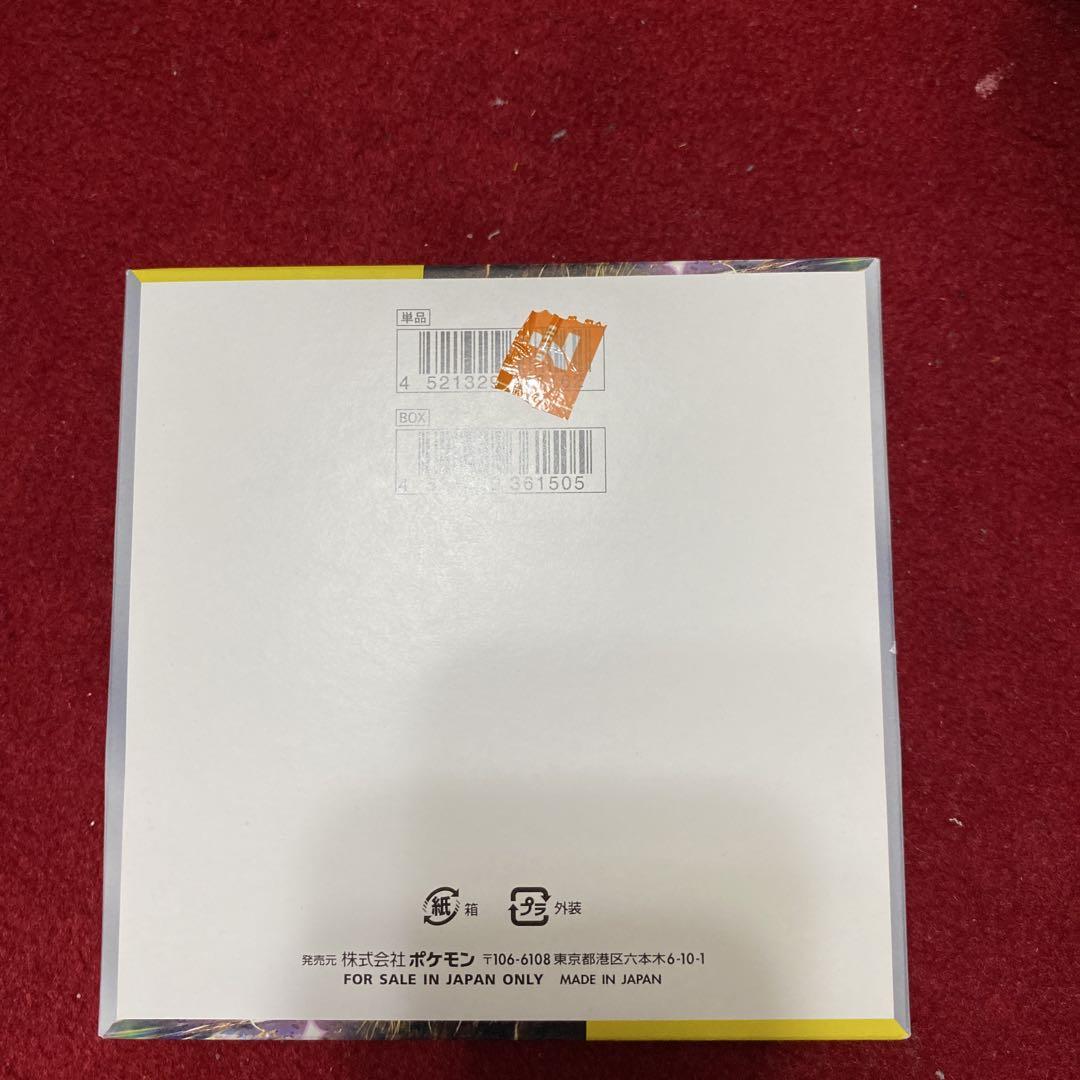 単品
4 521329
BOX
4
361505
紙 箱
プラ 外装
発売元 株式会社 ポケモン 〒106-6108 東京都港区六本木6-10-1
FOR SALE IN JAPAN ONLY MADE IN JAPAN